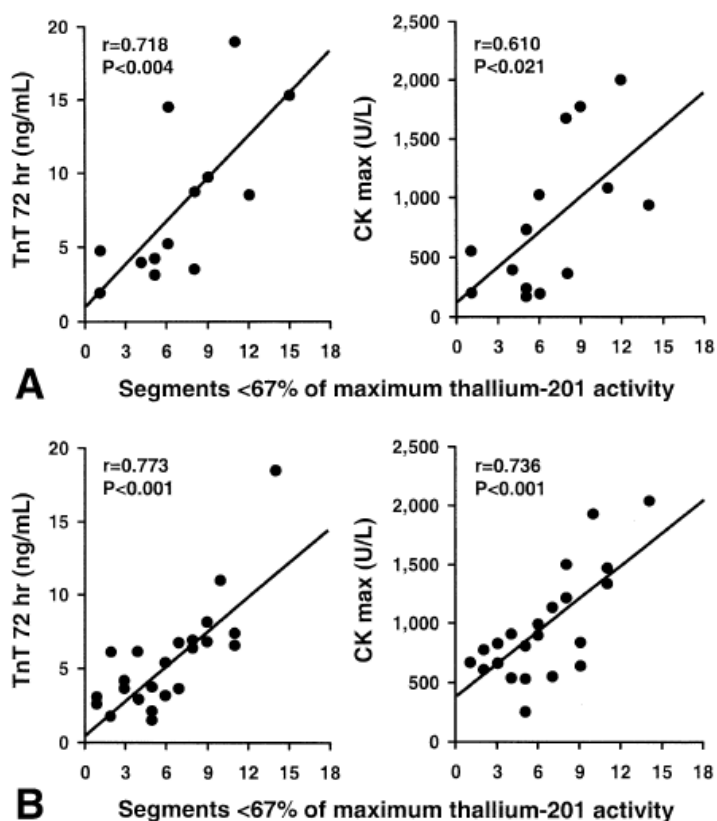 r=0.718
P<0.004
TnT 72 hr (ng/mL)
20
15
10
5
0
0 3 6 9 12 15 18
r=0.610
P<0.021
CK max (U/L)
2,500
2,000
1,500
1,000
500
0
0 3 6 9 12 15 18
A
Segments <67% of maximum thallium-201 activity
r=0.773
P<0.001
TnT 72 hr (ng/mL)
20
15
10
5
0
0 3 6 9 12 15 18
r=0.736
P<0.001
CK max (U/L)
2,500
2,000
1,500
1,000
500
0
0 3 6 9 12 15 18
B
Segments <67% of maximum thallium-201 activity